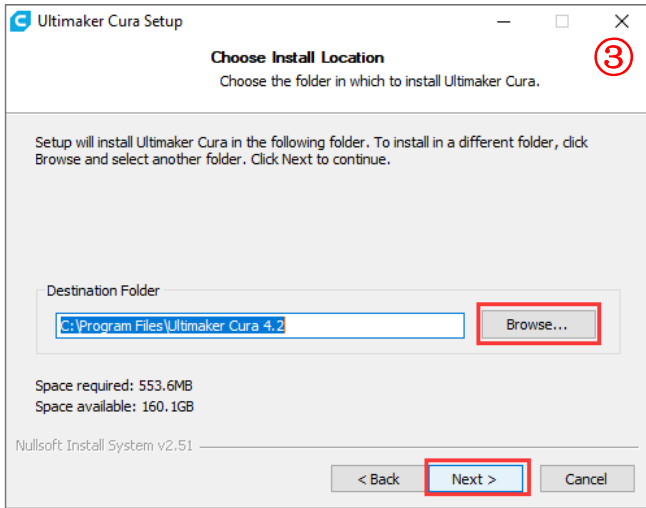 Ultimaker Cura Setup
③
Choose Install Location
Choose the folder in which to install Ultimaker Cura.
Setup will install Ultimaker Cura in the following folder. To install in a different folder, click
Browse and select another folder. Click Next to continue.
Destination Folder
C:\Program Files\Ultimaker Cura 4.2
Browse...
Space required: 553.6MB
Space available: 160.1GB
Nullsoft Install System v2.51
< Back
Next >
Cancel